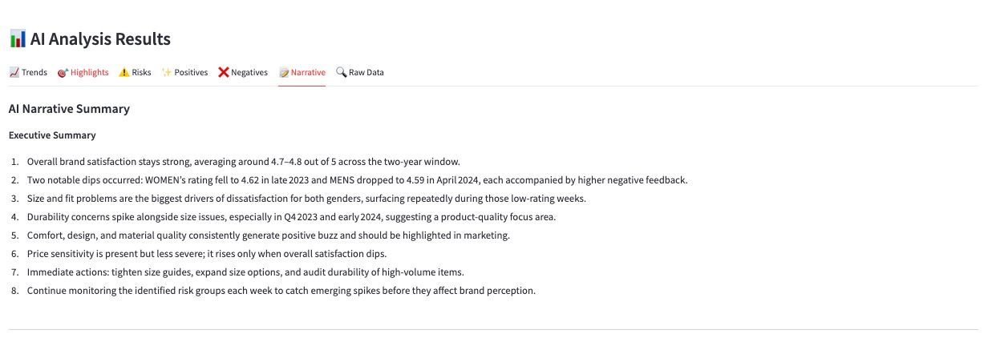 📊 AI Analysis Results
📈 Trends 🎯 Highlights ⚠️ Risks ✨ Positives ❌ Negatives 📝 Narrative 🔍 Raw Data
AI Narrative Summary
Executive Summary
1. Overall brand satisfaction stays strong, averaging around 4.7–4.8 out of 5 across the two-year window.
2. Two notable dips occurred: WOMEN’s rating fell to 4.62 in late 2023 and MENS dropped to 4.59 in April 2024, each accompanied by higher negative feedback.
3. Size and fit problems are the biggest drivers of dissatisfaction for both genders, surfacing repeatedly during those low-rating weeks.
4. Durability concerns spike alongside size issues, especially in Q4 2023 and early 2024, suggesting a product-quality focus area.
5. Comfort, design, and material quality consistently generate positive buzz and should be highlighted in marketing.
6. Price sensitivity is present but less severe; it rises only when overall satisfaction dips.
7. Immediate actions: tighten size guides, expand size options, and audit durability of high-volume items.
8. Continue monitoring the identified risk groups each week to catch emerging spikes before they affect brand perception.